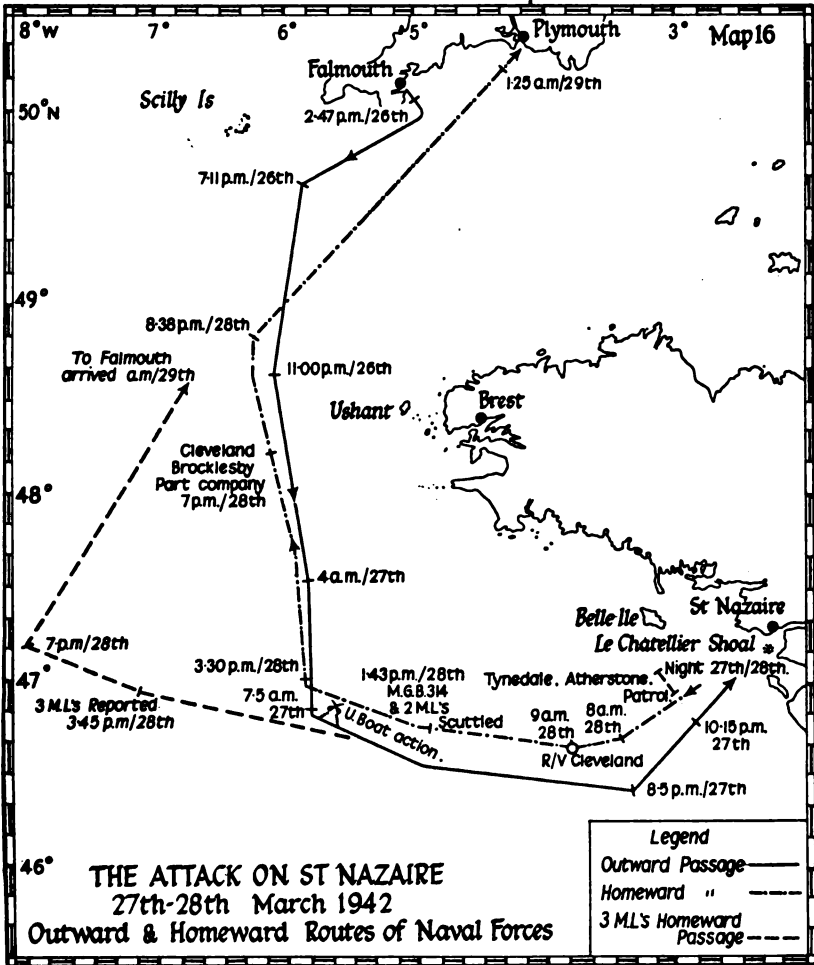 8°W 7° 6° 5° 3° Map 16
Plymouth
Falmouth
1·25 a.m/29th
Scilly Is
50°N
2·47 p.m./26th
7·11 p.m./26th
49°
8·38 p.m./28th
To Falmouth
arrived a.m/29th
11·00 p.m./26th
Ushant
Brest
Cleveland
Brocklesby
Part company
7 p.m./28th
48°
4 a.m./27th
Belle-Ile
St Nazaire
Le Chatellier Shoal
7·p.m/28th
3·30 p.m./28th
47°
1·43 p.m./28th
M.G.B. 314
& 2 M.L'S
Scuttled
Tynedale, Atherstone.
Patrol
Night 27th/28th.
3 M.L's Reported
3·45 p.m/28th
7·5 a.m.
27th
U. Boat action.
9 a.m.
28th
8 a.m.
28th
10·15 p.m.
27th
R/V Cleveland
8·5 p.m./27th
46°
THE ATTACK ON ST NAZAIRE
27th-28th March 1942
Outward & Homeward Routes of Naval Forces
Legend
Outward Passage
Homeward "
3 M.L's Homeward
Passage